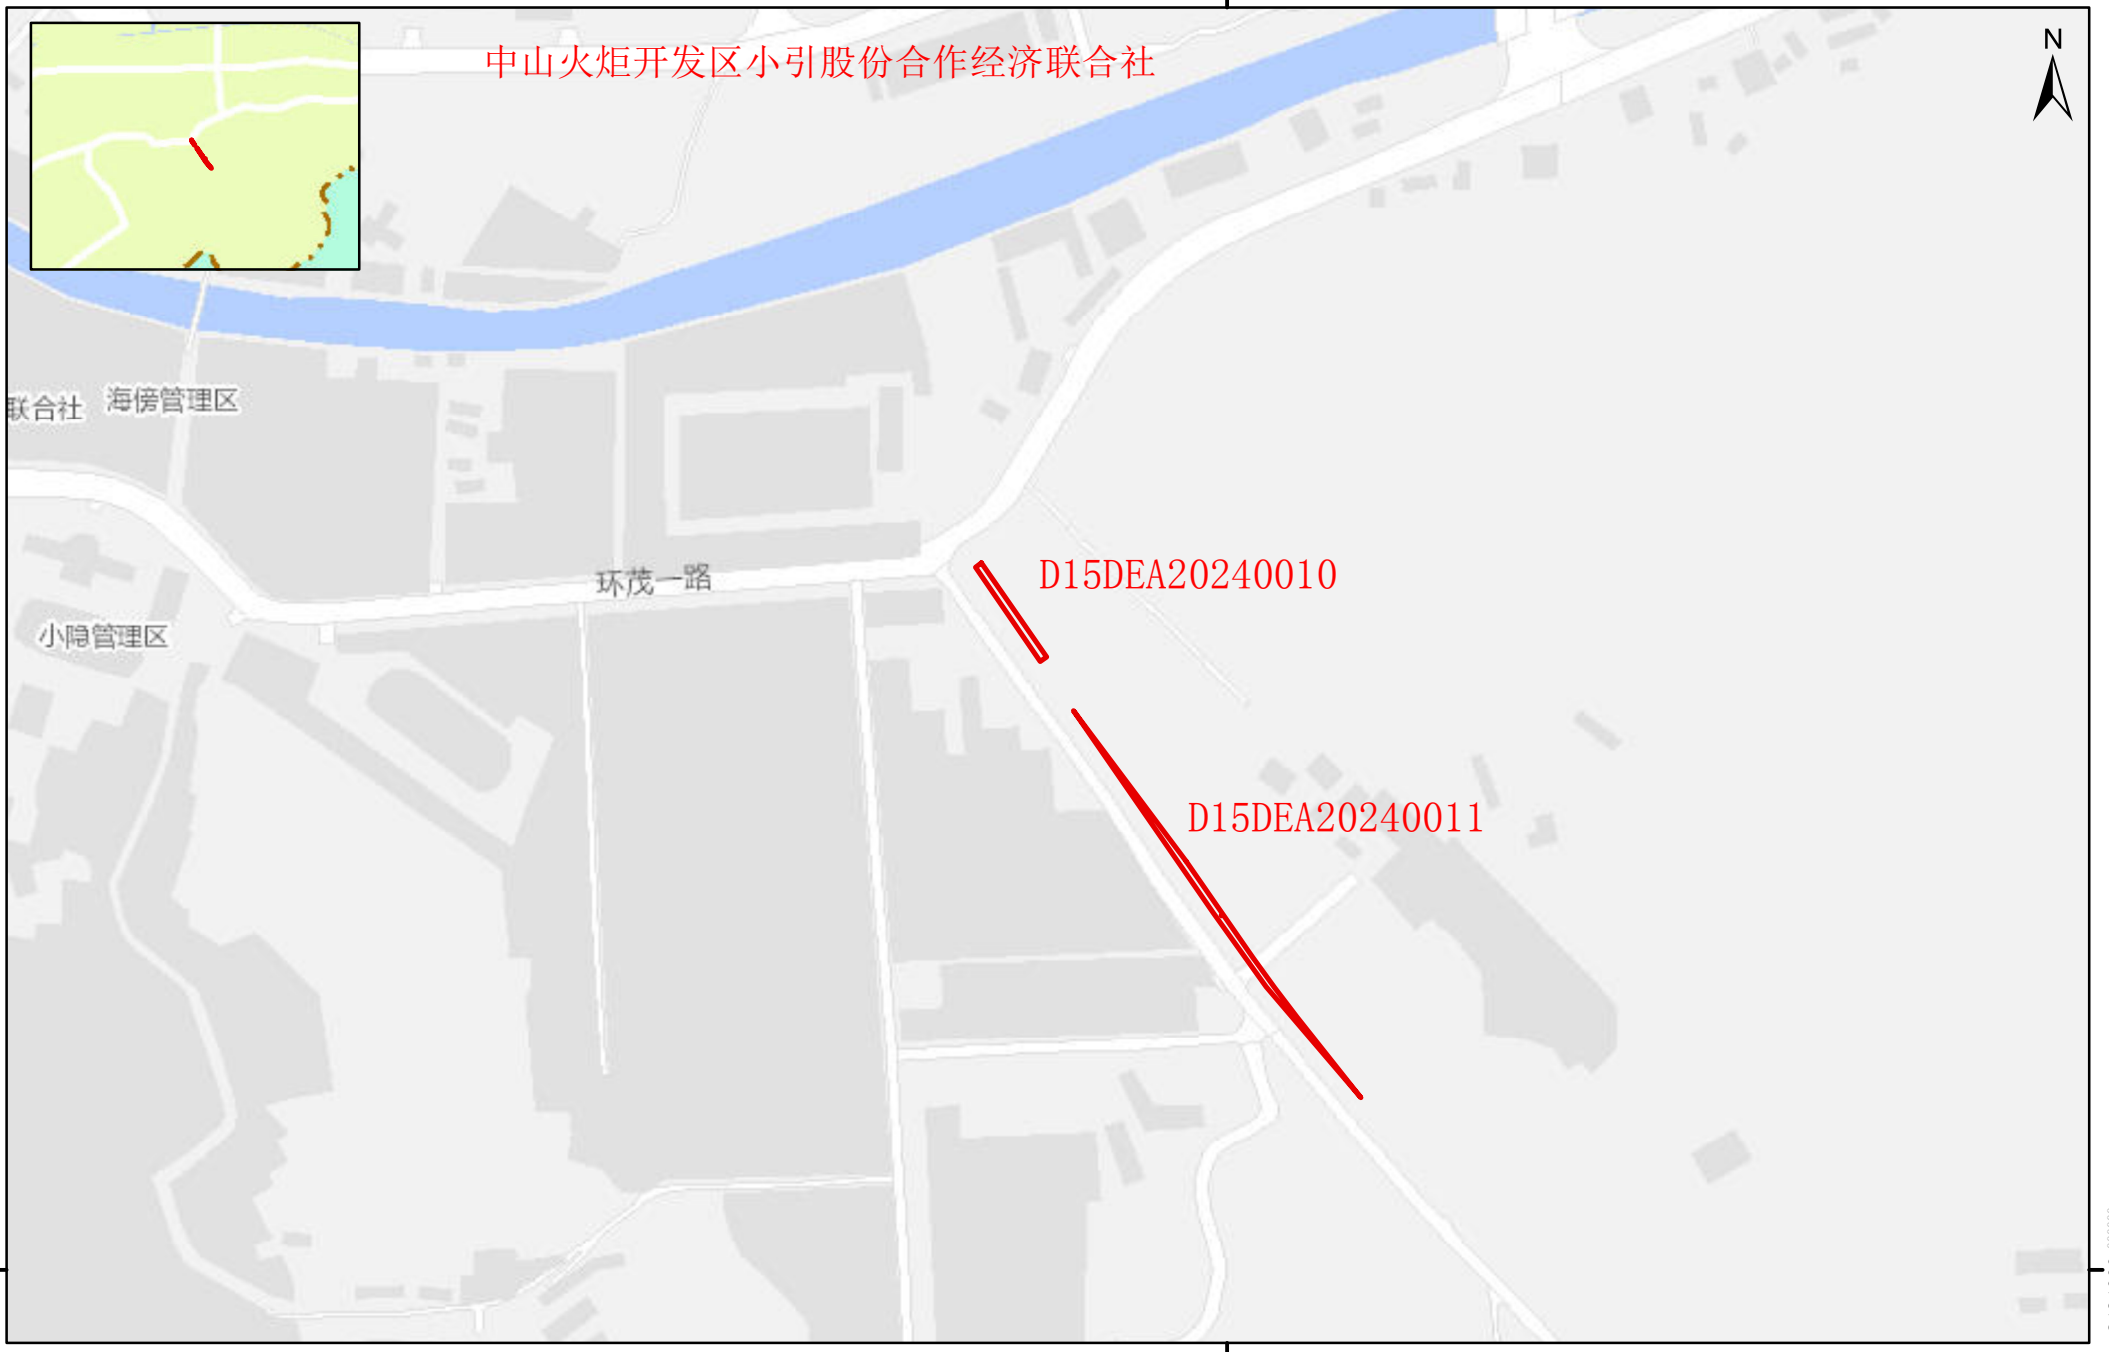 中山火炬开发区小引股份合作经济联合社
N
联合社
海傍管理区
D15DEA20240010
环茂一路
小隐管理区
D15DEA20240011